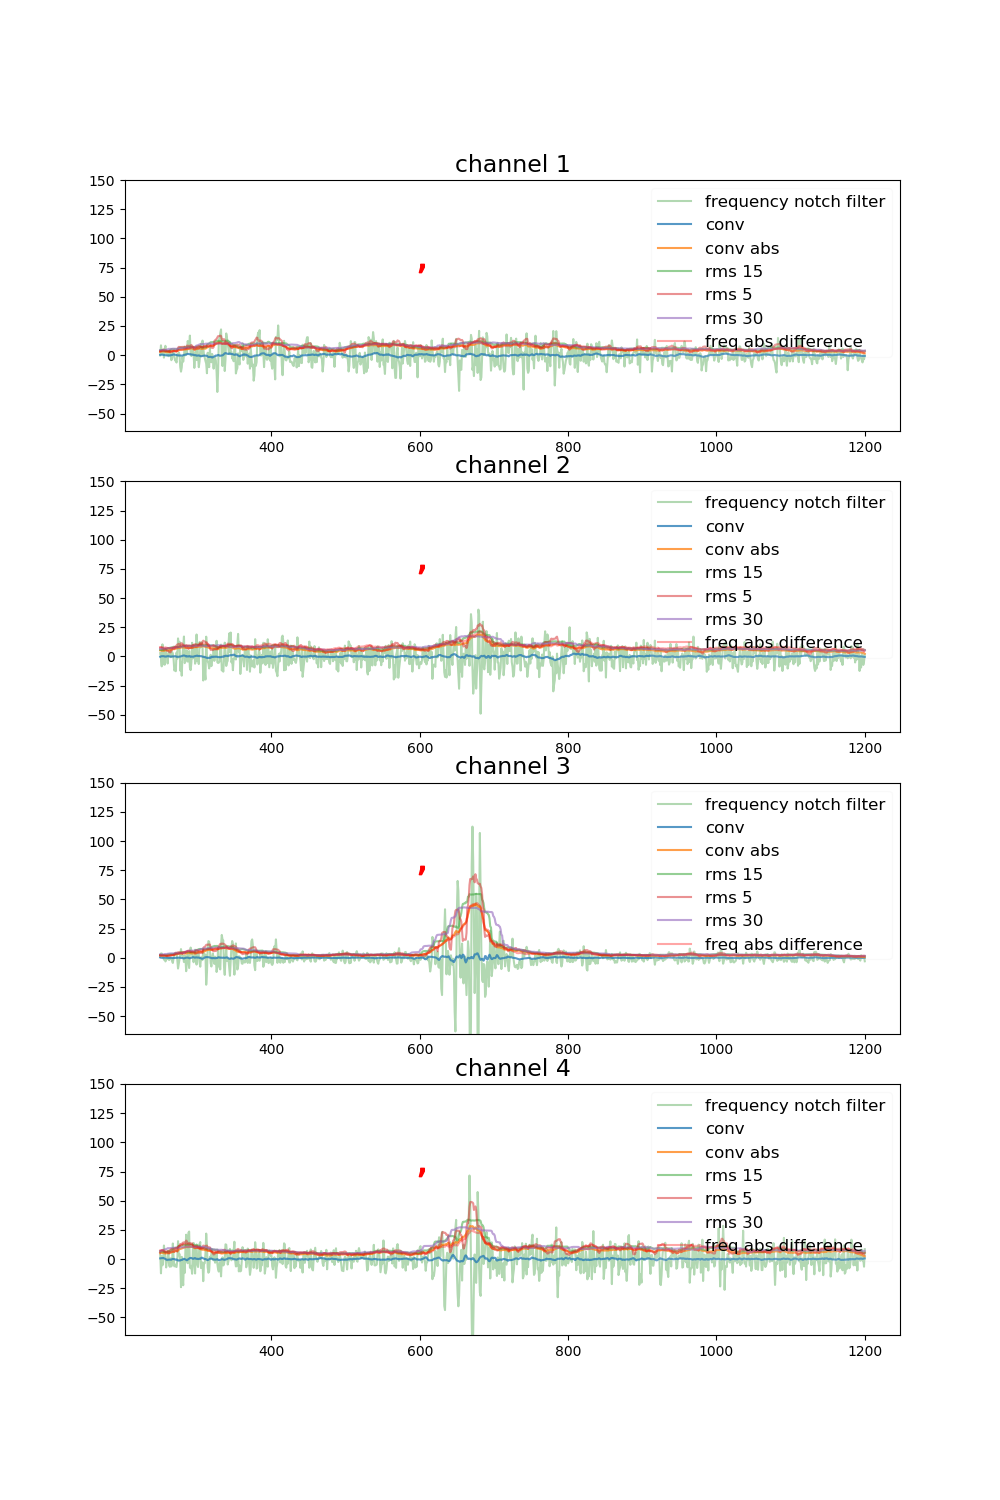 channel 1
150
125
100
75
50
25
0
−25
−50
,
frequency notch filter
conv
conv abs
rms 15
rms 5
rms 30
freq abs difference
400 600 800 1000 1200
channel 2
150
125
100
75
50
25
0
−25
−50
,
frequency notch filter
conv
conv abs
rms 15
rms 5
rms 30
freq abs difference
400 600 800 1000 1200
channel 3
150
125
100
75
50
25
0
−25
−50
,
frequency notch filter
conv
conv abs
rms 15
rms 5
rms 30
freq abs difference
400 600 800 1000 1200
channel 4
150
125
100
75
50
25
0
−25
−50
,
frequency notch filter
conv
conv abs
rms 15
rms 5
rms 30
freq abs difference
400 600 800 1000 1200